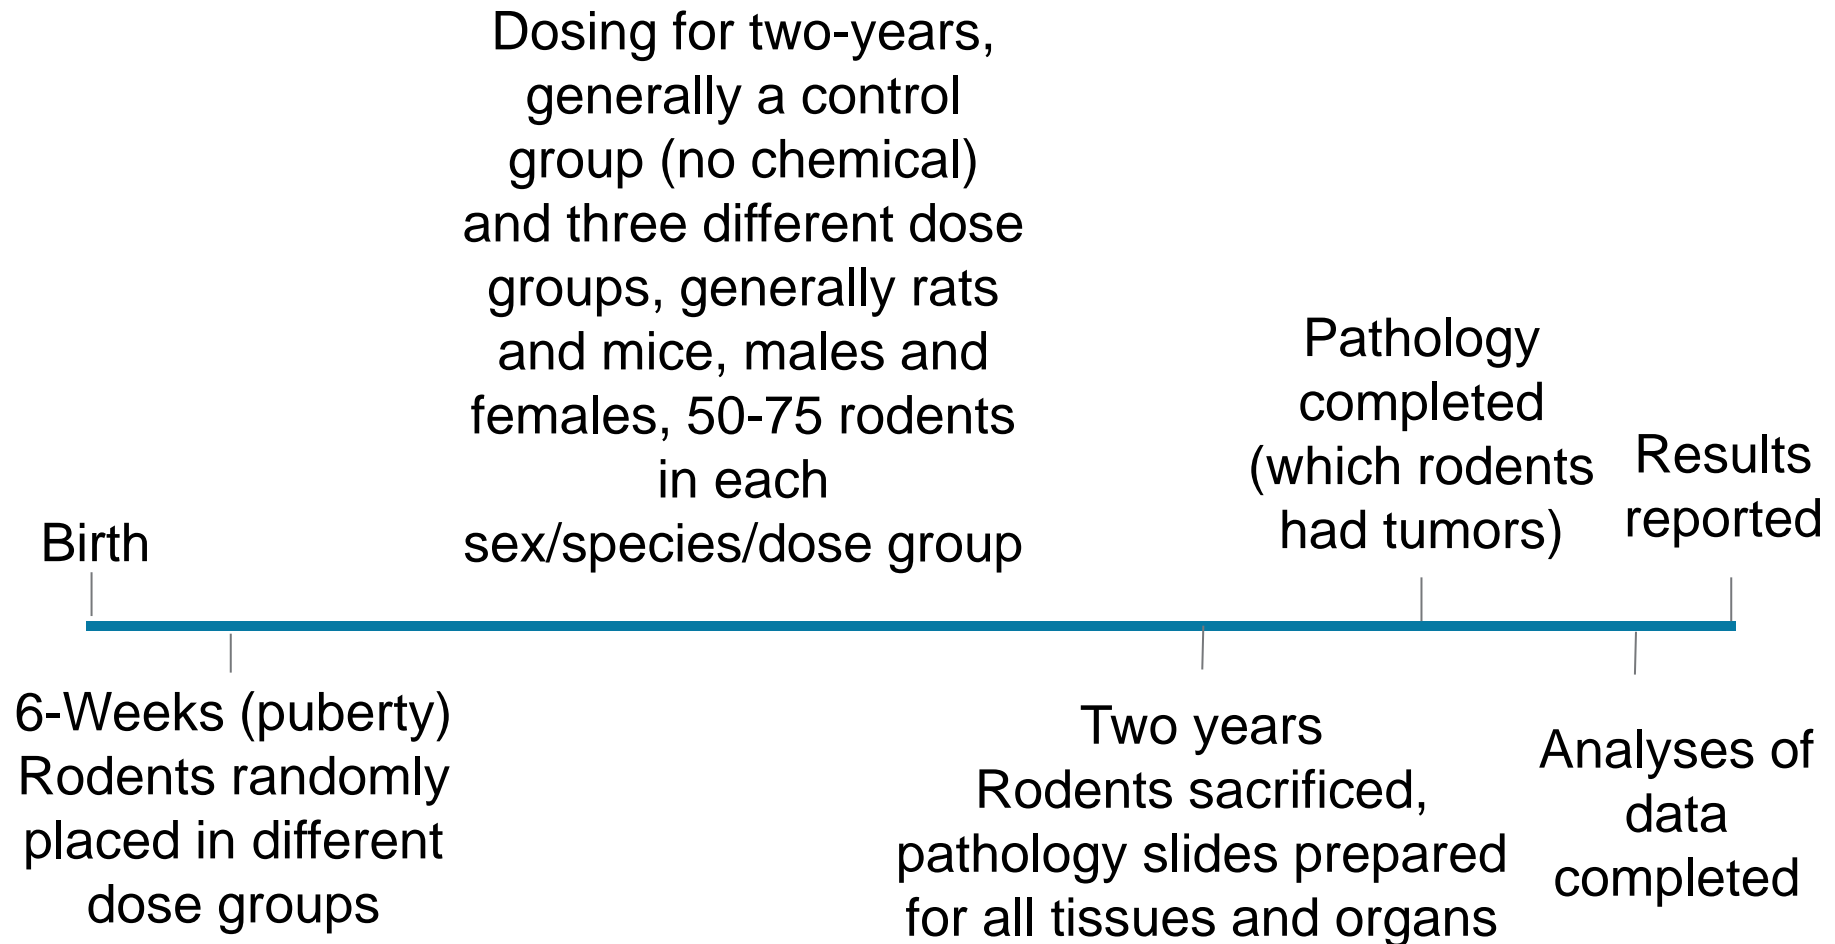 Birth
6-Weeks (puberty)
Rodents randomly
placed in different
dose groups
Dosing for two-years,
generally a control
group (no chemical)
and three different dose
groups, generally rats
and mice, males and
females, 50-75 rodents
in each
sex/species/dose group
Two years
Rodents sacrificed,
pathology slides prepared
for all tissues and organs
Pathology
completed
(which rodents
had tumors)
Analyses of
data
completed
Results
reported